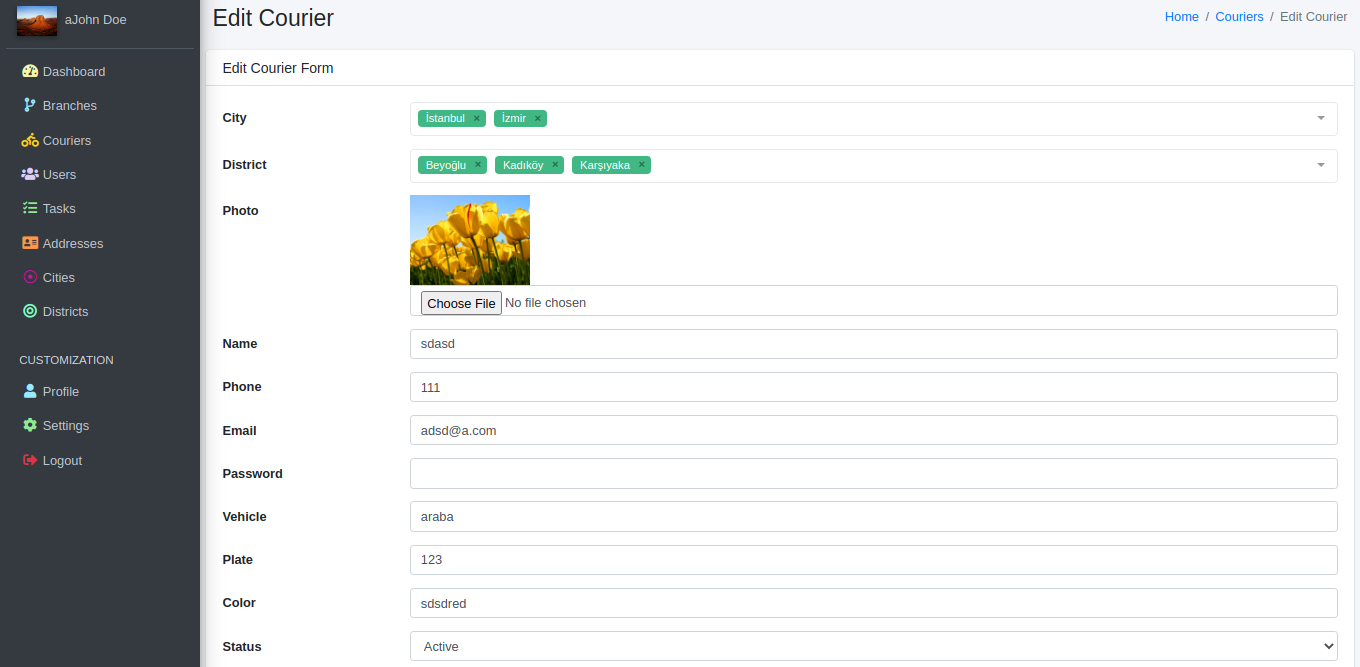 aJohn Doe
Dashboard
Branches
Couriers
Users
Tasks
Addresses
Cities
Districts
CUSTOMIZATION
Profile
Settings
Logout
Edit Courier
Home / Couriers / Edit Courier
Edit Courier Form
City İstanbul × İzmir ×
District Beyoğlu × Kadıköy × Karşıyaka ×
Photo
Choose File No file chosen
Name sdasd
Phone 111
Email adsd@a.com
Password
Vehicle araba
Plate 123
Color sdsdred
Status Active